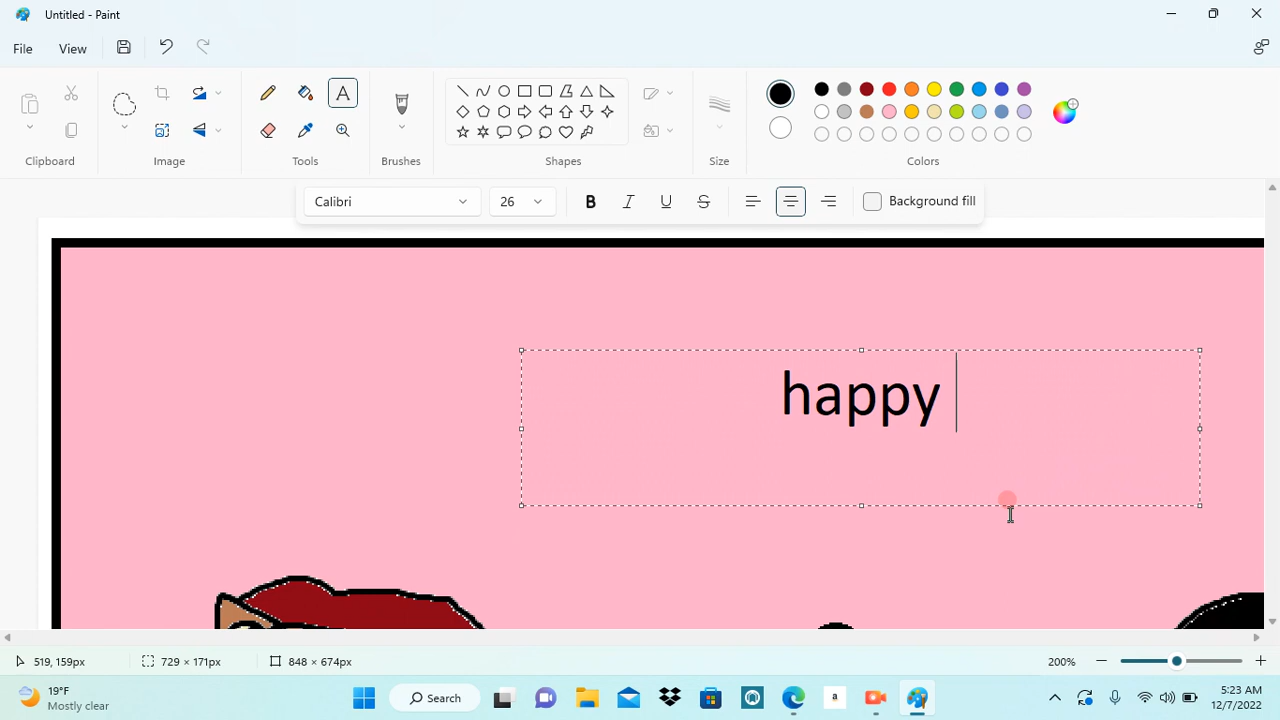 Untitled - Paint
File
View
Clipboard
Image
Tools
Brushes
Shapes
Size
Colors
Calibri
26
B
I
U
S
Background fill
happy
519, 159px
729 × 171px
848 × 674px
200%
19°F
Mostly clear
Search
a
5:23 AM
12/7/2022